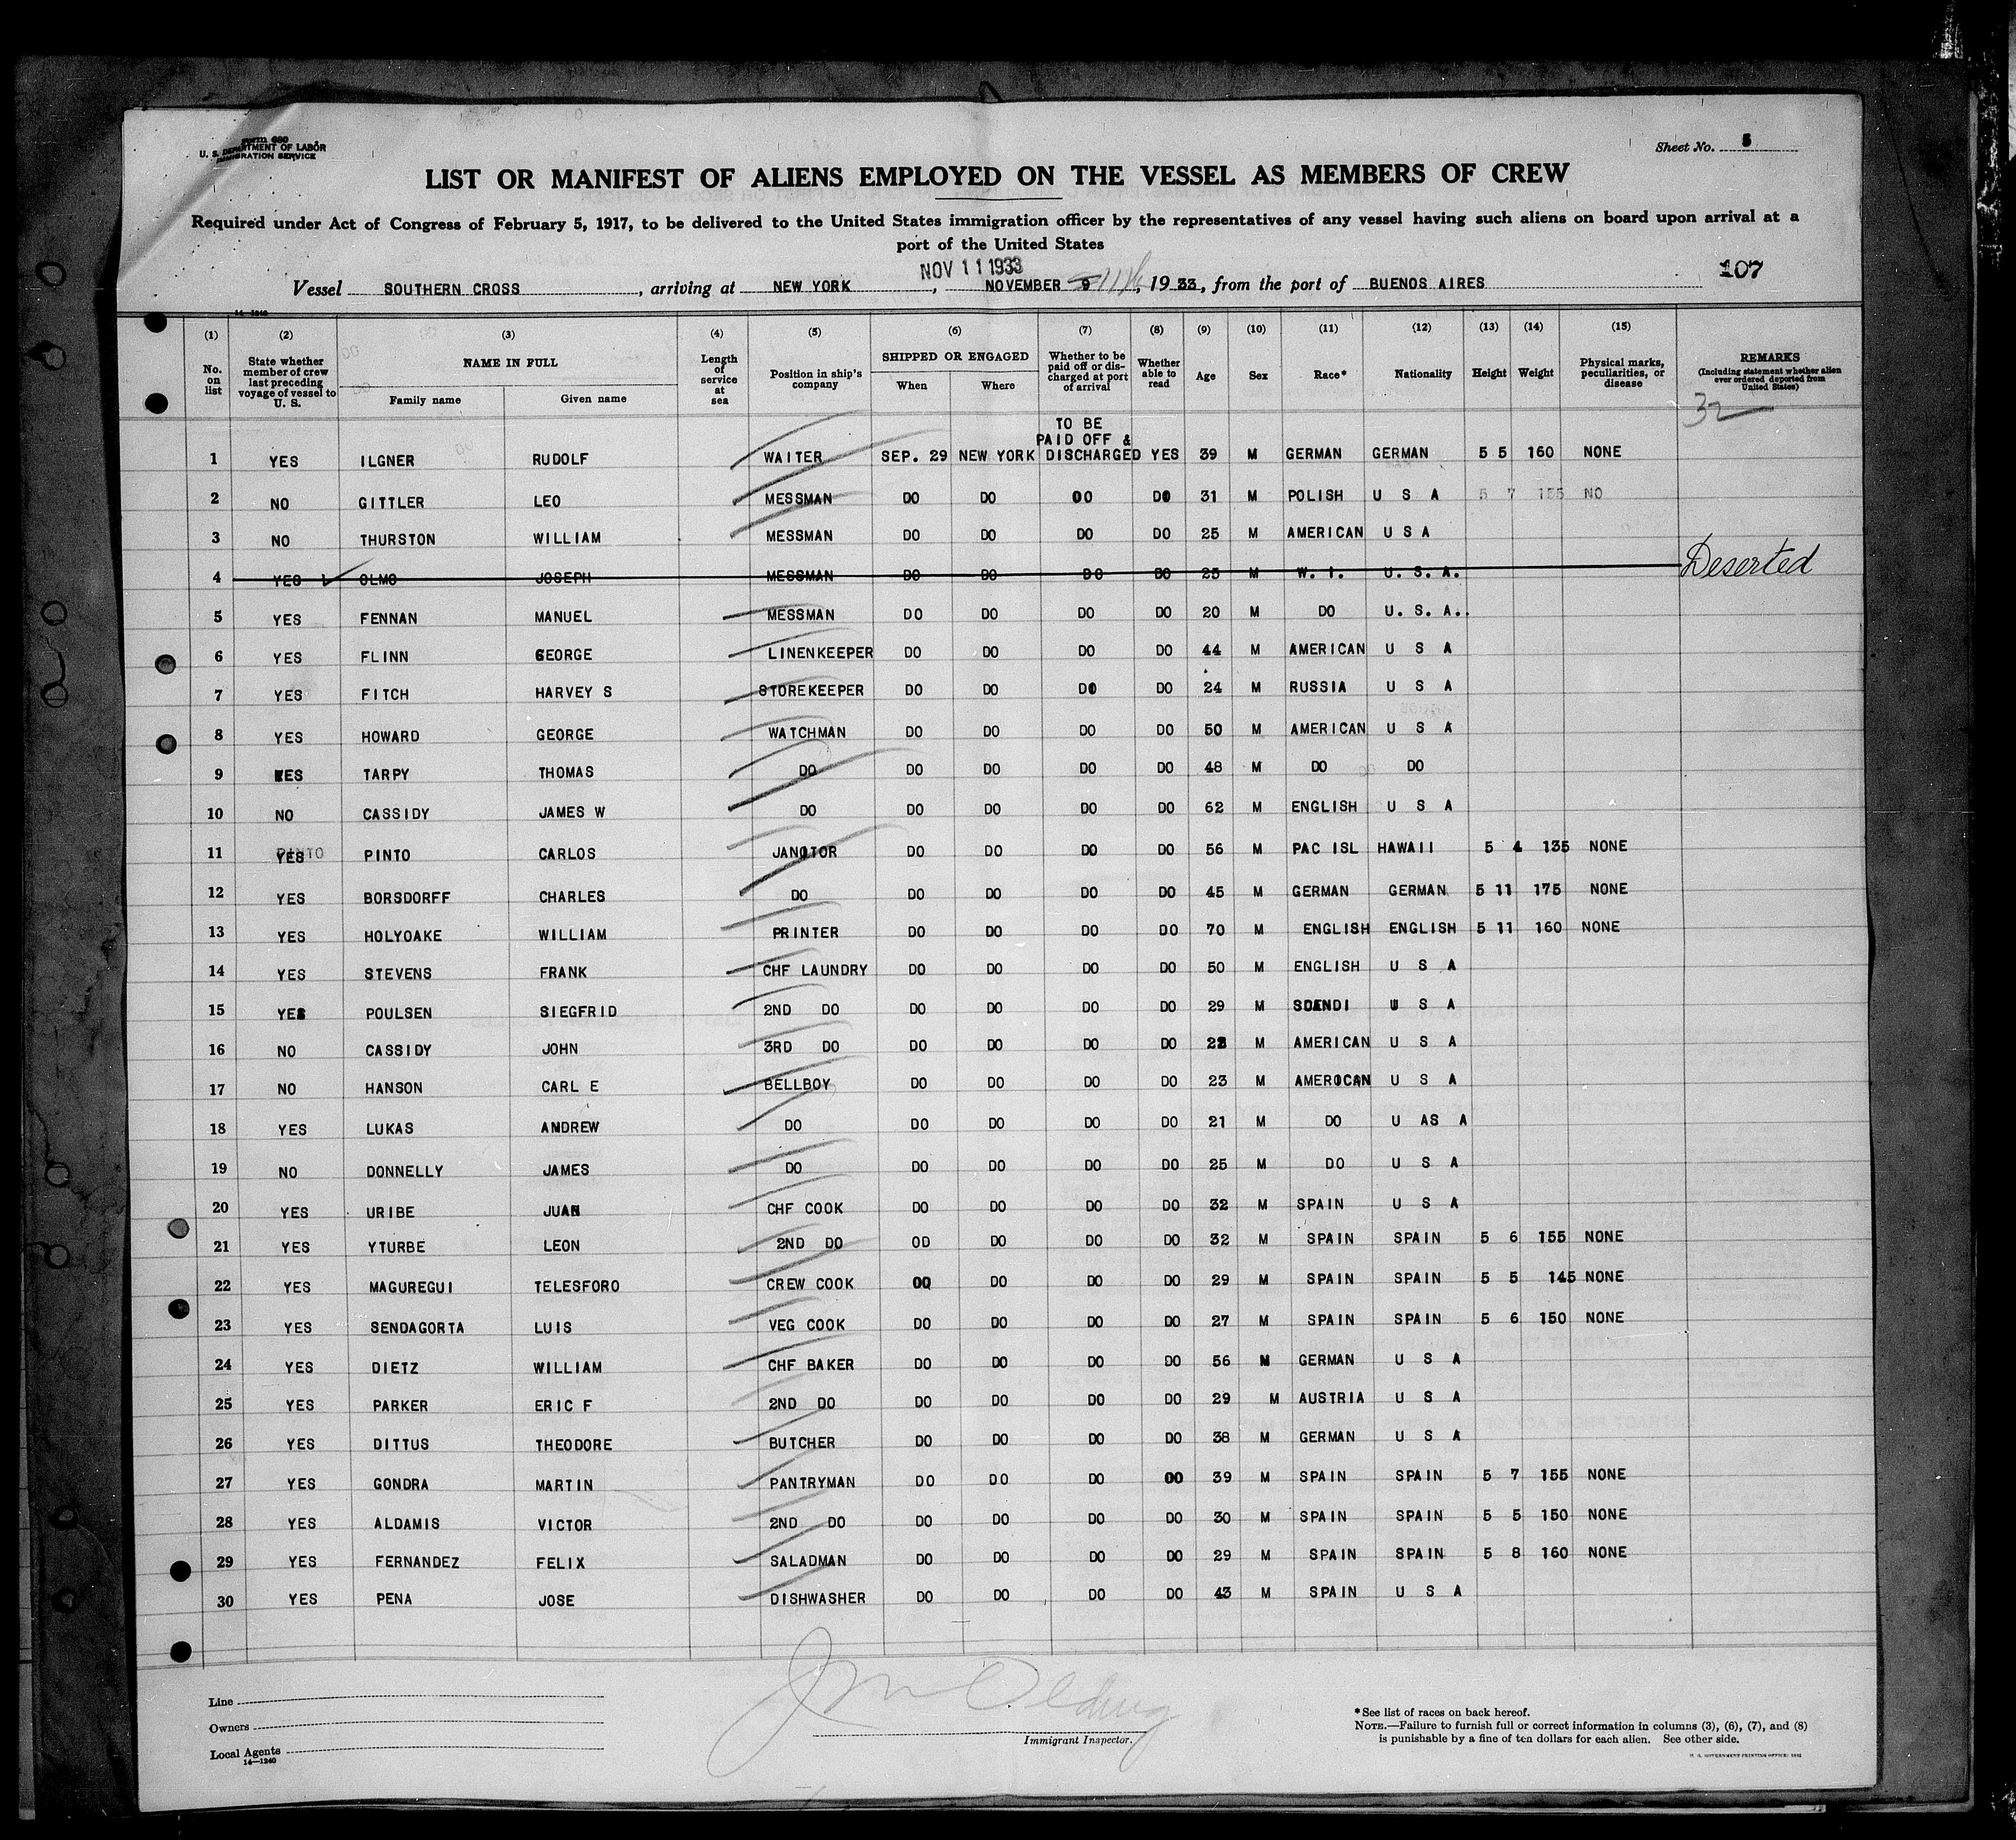 Form 680
U. S. DEPARTMENT OF LABOR
IMMIGRATION SERVICE
Sheet No. 5
LIST OR MANIFEST OF ALIENS EMPLOYED ON THE VESSEL AS MEMBERS OF CREW
Required under Act of Congress of February 5, 1917, to be delivered to the United States immigration officer by the representatives of any vessel having such aliens on board upon arrival at a
port of the United States
NOV 11 1933
107
Vessel SOUTHERN CROSS, arriving at NEW YORK, NOVEMBER 9 11th, 1933, from the port of BUENOS AIRES
14-1240
(1) (2) (3) (4) (5) (6) (7) (8) (9) (10) (11) (12) (13) (14) (15)
No. on list
State whether member of crew last preceding voyage of vessel to U. S.
NAME IN FULL
Family name
Given name
Length of service at sea
Position in ship's company
SHIPPED OR ENGAGED
When
Where
Whether to be paid off or discharged at port of arrival
Whether able to read
Age
Sex
Race*
Nationality
Height
Weight
Physical marks, peculiarities, or disease
REMARKS
(Including statement whether alien ever ordered deported from United States)
32
TO BE
PAID OFF &
1 YES ILGNER RUDOLF WAITER SEP. 29 NEW YORK DISCHARGED YES 39 M GERMAN GERMAN 5 5 160 NONE
2 NO GITTLER LEO MESSMAN DO DO DO DO 31 M POLISH U S A 5 7 155 NO
3 NO THURSTON WILLIAM MESSMAN DO DO DO DO 25 M AMERICAN U S A
4 YES OLMO JOSEPH MESSMAN DO DO DO DO 25 M W. I. U. S. A. Deserted
5 YES FENNAN MANUEL MESSMAN DO DO DO DO 20 M DO U. S. A..
6 YES FLINN GEORGE LINENKEEPER DO DO DO DO 44 M AMERICAN U S A
7 YES FITCH HARVEY S STOREKEEPER DO DO DO DO 24 M RUSSIA U S A
8 YES HOWARD GEORGE WATCHMAN DO DO DO DO 50 M AMERICAN U S A
9 YES TARPY THOMAS DO DO DO DO DO 48 M DO DO
10 NO CASSIDY JAMES W DO DO DO DO DO 62 M ENGLISH U S A
11 YES PINTO CARLOS JANOTOR DO DO DO DO 56 M PAC ISL HAWAII 5 4 135 NONE
12 YES BORSDORFF CHARLES DO DO DO DO DO 45 M GERMAN GERMAN 5 11 175 NONE
13 YES HOLYOAKE WILLIAM PRINTER DO DO DO DO 70 M ENGLISH ENGLISH 5 11 160 NONE
14 YES STEVENS FRANK CHF LAUNDRY DO DO DO DO 50 M ENGLISH U S A
15 YES POULSEN SIEGFRID 2ND DO DO DO DO DO 29 M SCANDI U S A
16 NO CASSIDY JOHN 3RD DO DO DO DO DO 22 M AMERICAN U S A
17 NO HANSON CARL E BELLBOY DO DO DO DO 23 M AMEROCAN U S A
18 YES LUKAS ANDREW DO DO DO DO DO 21 M DO U AS A
19 NO DONNELLY JAMES DO DO DO DO DO 25 M DO U S A
20 YES URIBE JUAN CHF COOK DO DO DO DO 32 M SPAIN U S A
21 YES YTURBE LEON 2ND DO OD DO DO DO 32 M SPAIN SPAIN 5 6 155 NONE
22 YES MAGUREGUI TELESFORO CREW COOK DO DO DO DO 29 M SPAIN SPAIN 5 5 145 NONE
23 YES SENDAGORTA LUIS VEG COOK DO DO DO DO 27 M SPAIN SPAIN 5 6 150 NONE
24 YES DIETZ WILLIAM CHF BAKER DO DO DO DO 56 M GERMAN U S A
25 YES PARKER ERIC F 2ND DO DO DO DO DO 29 M AUSTRIA U S A
26 YES DITTUS THEODORE BUTCHER DO DO DO DO 38 M GERMAN U S A
27 YES GONDRA MARTIN PANTRYMAN DO DO DO DO 39 M SPAIN SPAIN 5 7 155 NONE
28 YES ALDAMIS VICTOR 2ND DO DO DO DO DO 30 M SPAIN SPAIN 5 5 150 NONE
29 YES FERNANDEZ FELIX SALADMAN DO DO DO DO 29 M SPAIN SPAIN 5 8 160 NONE
30 YES PENA JOSE DISHWASHER DO DO DO DO 43 M SPAIN U S A
Line
Owners
Local Agents
14—1240
Immigrant Inspector.
*See list of races on back hereof.
NOTE.—Failure to furnish full or correct information in columns (3), (6), (7), and (8)
is punishable by a fine of ten dollars for each alien. See other side.